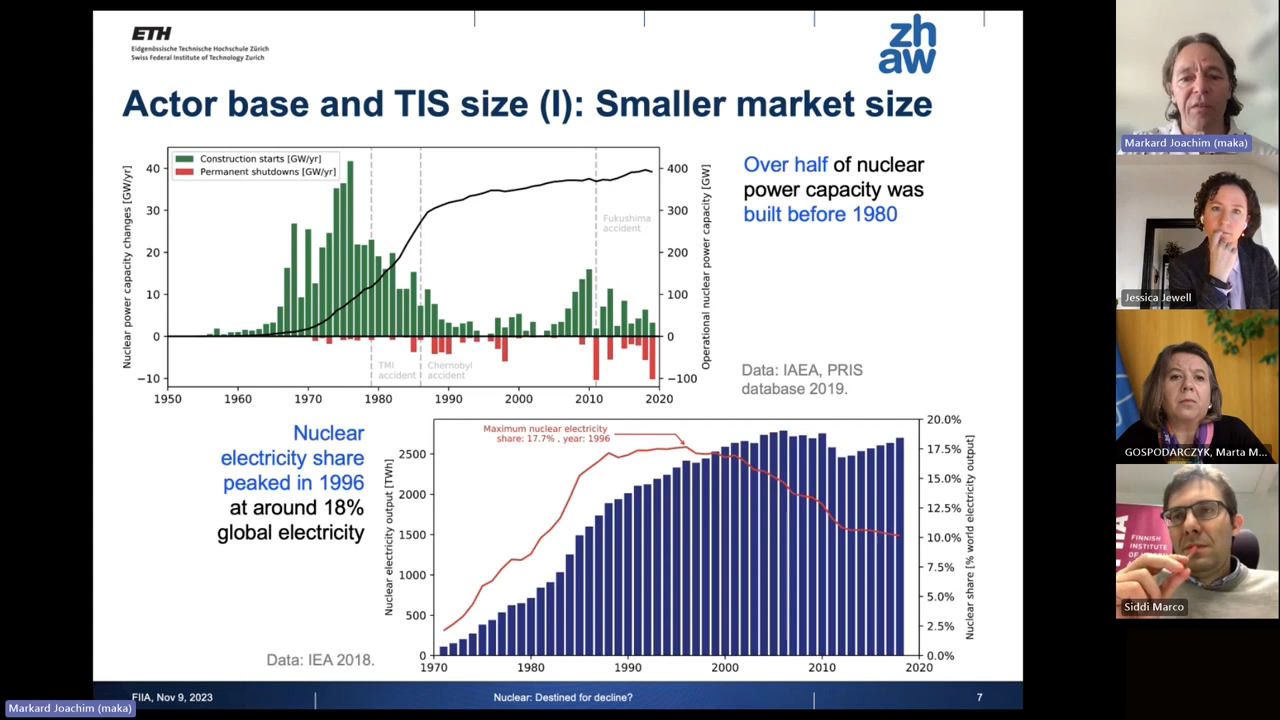 ETH
Eidgenössische Technische Hochschule Zürich
Swiss Federal Institute of Technology Zurich
zh
aw
Actor base and TIS size (I): Smaller market size
Construction starts [GW/yr]
Permanent shutdowns [GW/yr]
Nuclear power capacity changes [GW/yr]
40
30
20
10
0
−10
Operational nuclear power capacity [GW]
400
300
200
100
0
−100
TMI
accident
Chernobyl
accident
Fukushima
accident
1950 1960 1970 1980 1990 2000 2010 2020
Over half of nuclear
power capacity was
built before 1980
Data: IAEA, PRIS
database 2019.
Nuclear
electricity share
peaked in 1996
at around 18%
global electricity
Data: IEA 2018.
Maximum nuclear electricity
share: 17.7% , year: 1996
Nuclear electricity output [TWh]
2500
2000
1500
1000
500
0
Nuclear share [% world electricity output]
20.0%
17.5%
15.0%
12.5%
10.0%
7.5%
5.0%
2.5%
0.0%
1970 1980 1990 2000 2010 2020
FIIA, Nov 9, 2023
Nuclear: Destined for decline?
7
Markard Joachim (maka)
Markard Joachim (maka)
Jessica Jewell
GOSPODARCZYK, Marta M...
FINNISH
INSTITUTE
Siddi Marco